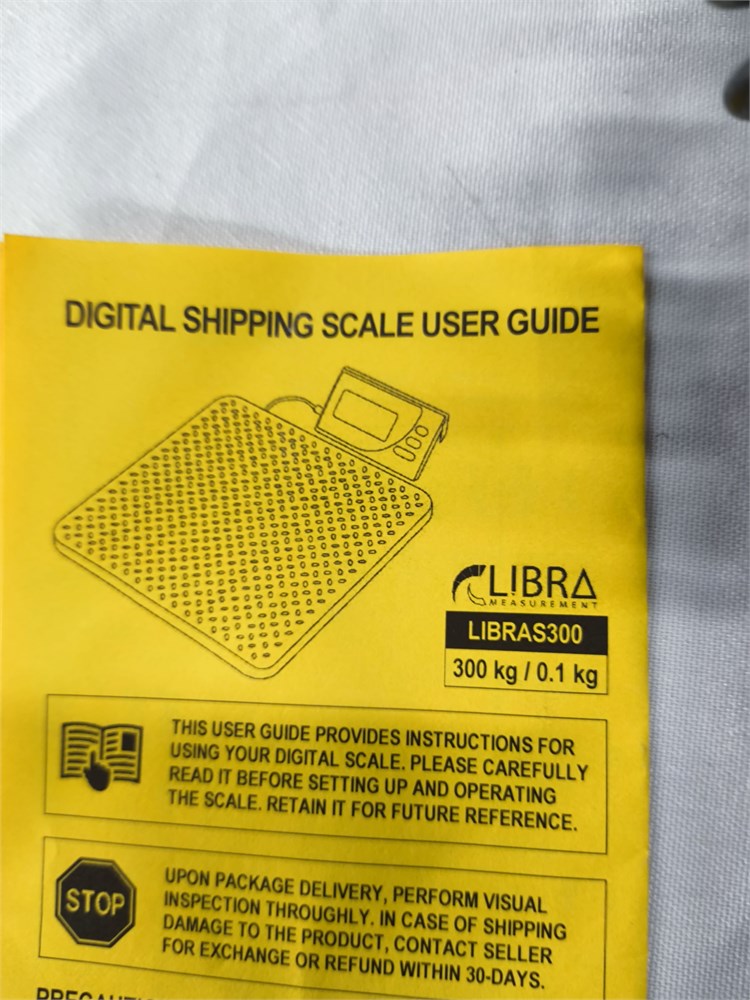 DIGITAL SHIPPING SCALE USER GUIDE
LIBRA
MEASUREMENT
LIBRAS300
300 kg / 0.1 kg
THIS USER GUIDE PROVIDES INSTRUCTIONS FOR
USING YOUR DIGITAL SCALE. PLEASE CAREFULLY
READ IT BEFORE SETTING UP AND OPERATING
THE SCALE. RETAIN IT FOR FUTURE REFERENCE.
STOP
UPON PACKAGE DELIVERY, PERFORM VISUAL
INSPECTION THROUGHLY. IN CASE OF SHIPPING
DAMAGE TO THE PRODUCT, CONTACT SELLER
FOR EXCHANGE OR REFUND WITHIN 30-DAYS.